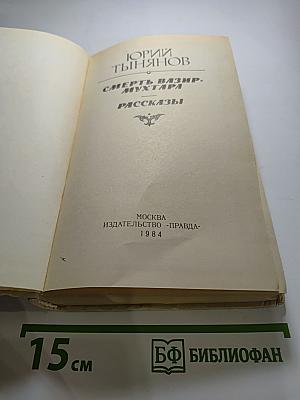 ЮРИЙ
ТЫНЯНОВ
СМЕРТЬ ВАЗИР-
МУХТАРА
РАССКАЗЫ
МОСКВА
ИЗДАТЕЛЬСТВО «ПРАВДА»
1984
15 см
БФ БИБЛИОФАН